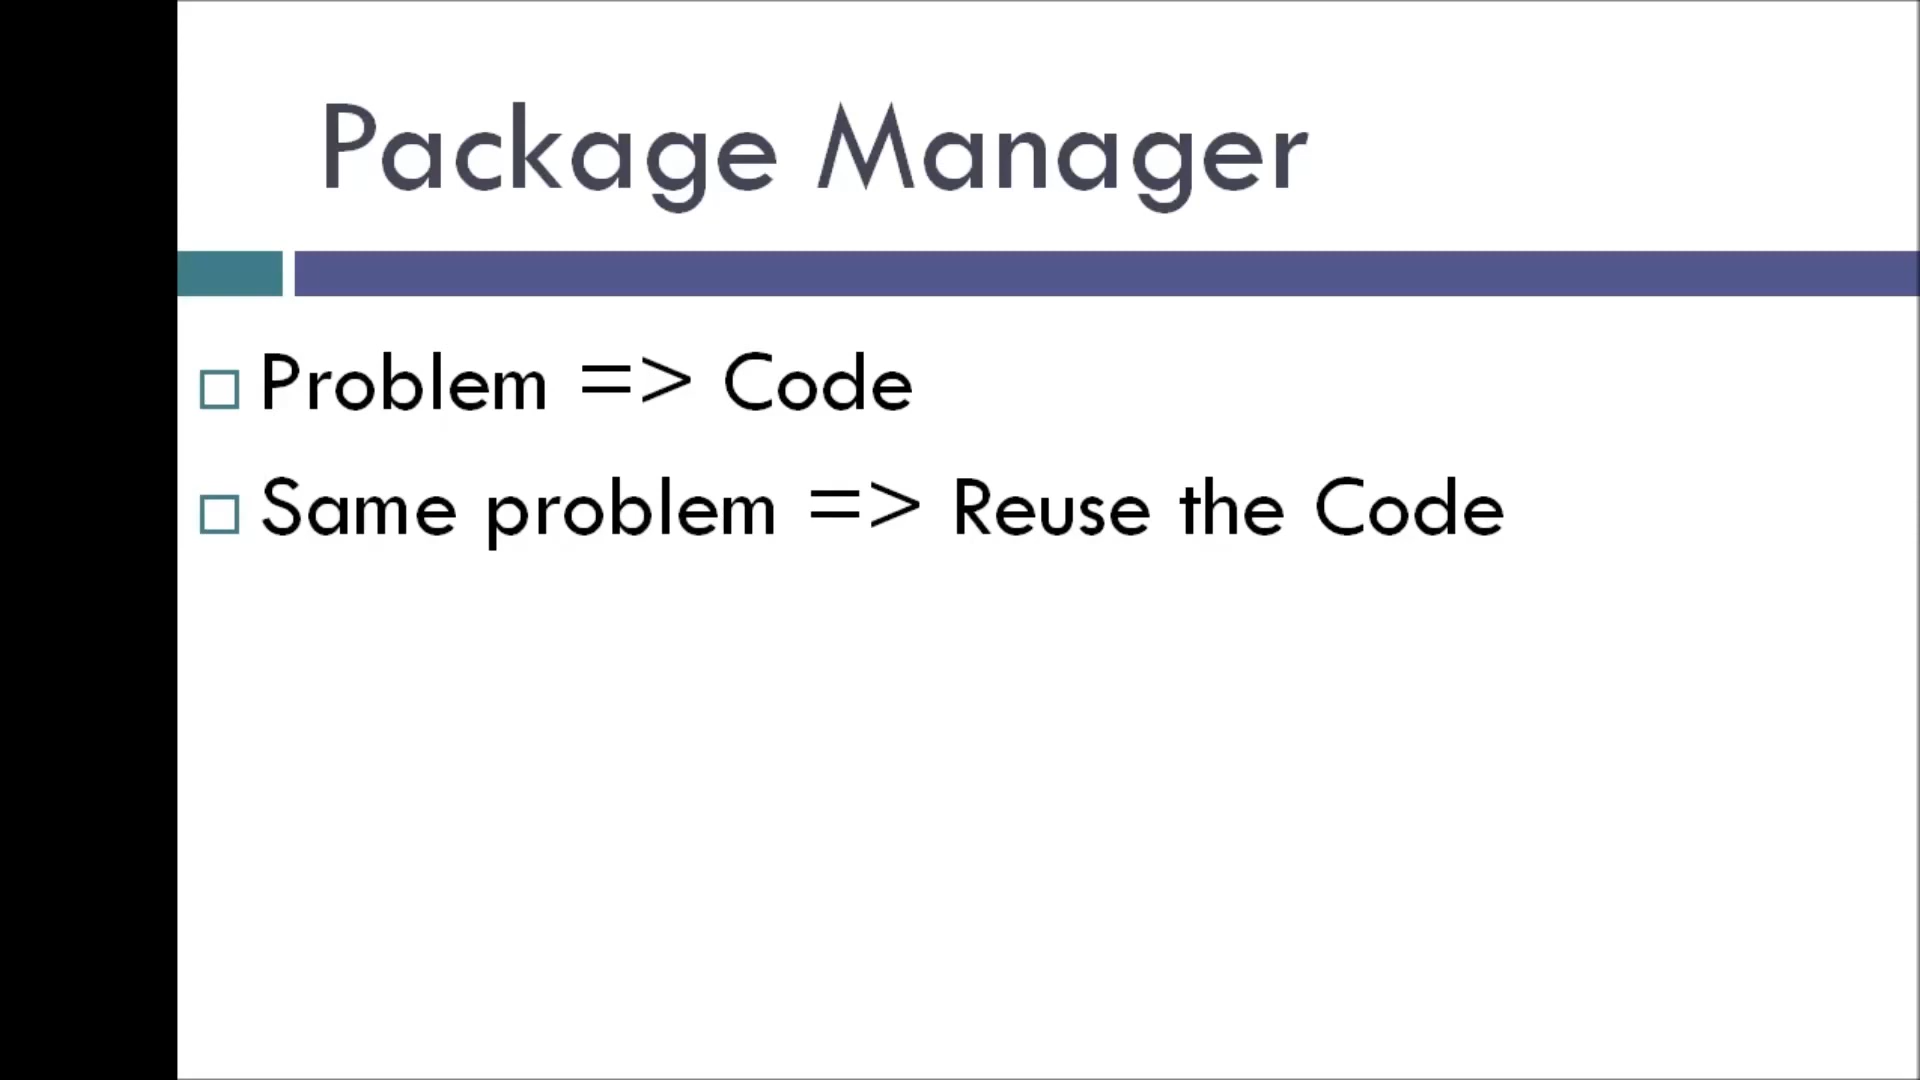 Package Manager
Problem => Code
Same problem => Reuse the Code